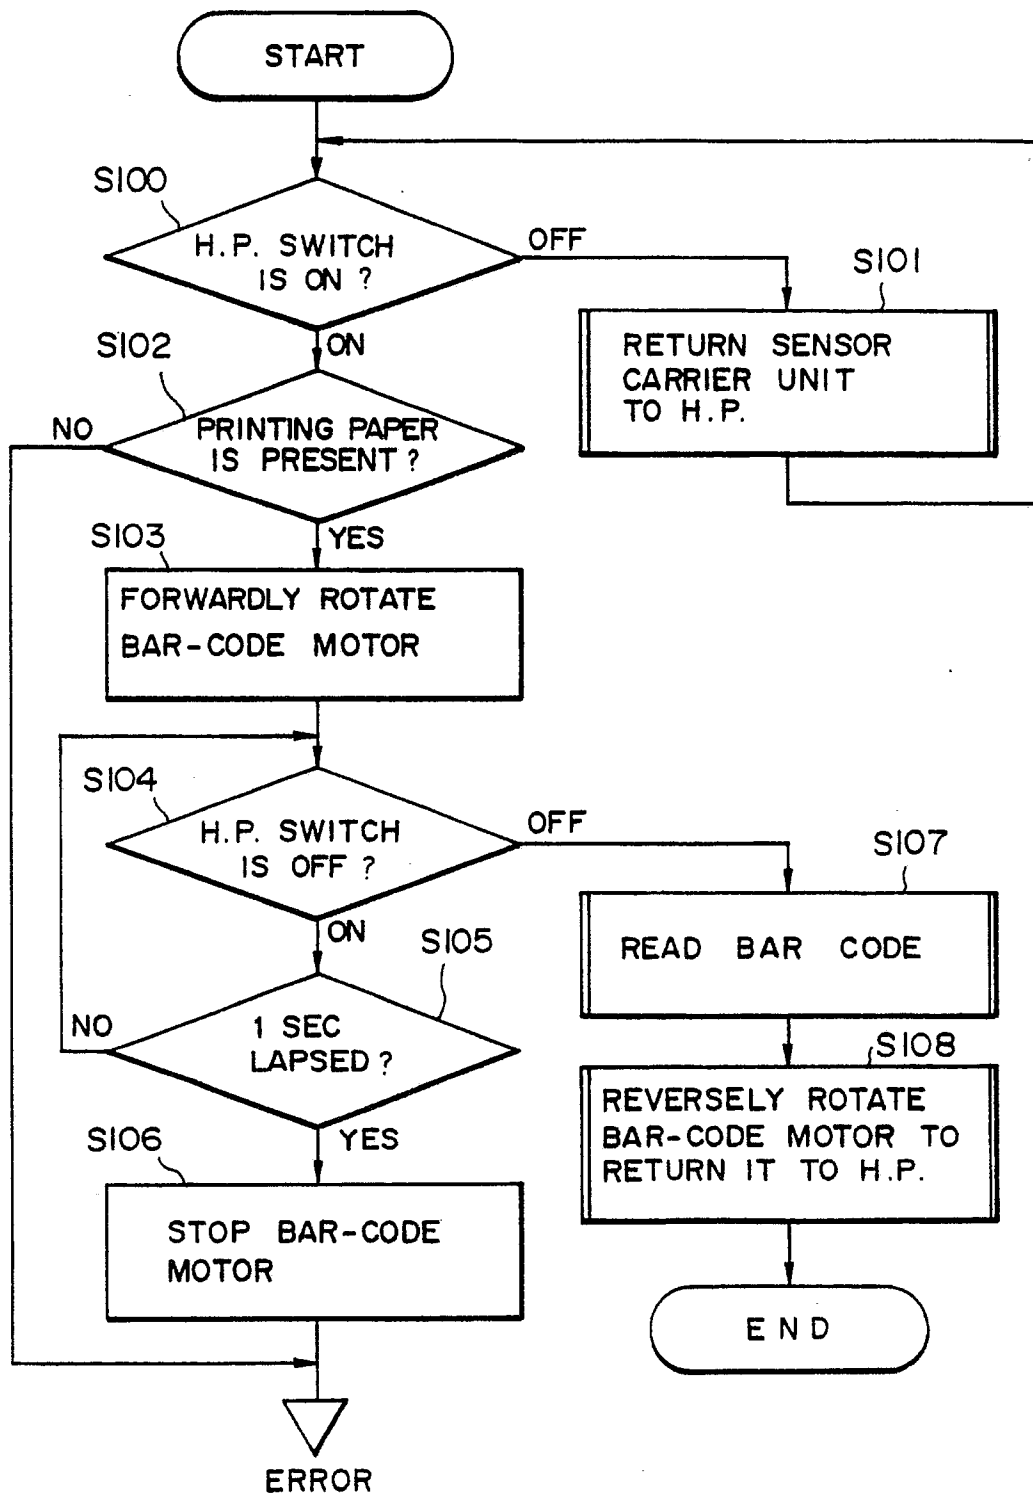 START
S100
H.P. SWITCH
IS ON ?
OFF
S101
RETURN SENSOR
CARRIER UNIT
TO H.P.
ON
S102
PRINTING PAPER
IS PRESENT ?
NO
YES
S103
FORWARDLY ROTATE
BAR-CODE MOTOR
S104
H.P. SWITCH
IS OFF ?
OFF
S107
READ BAR CODE
ON
S105
1 SEC
LAPSED ?
NO
YES
S108
REVERSELY ROTATE
BAR-CODE MOTOR TO
RETURN IT TO H.P.
S106
STOP BAR-CODE
MOTOR
END
ERROR